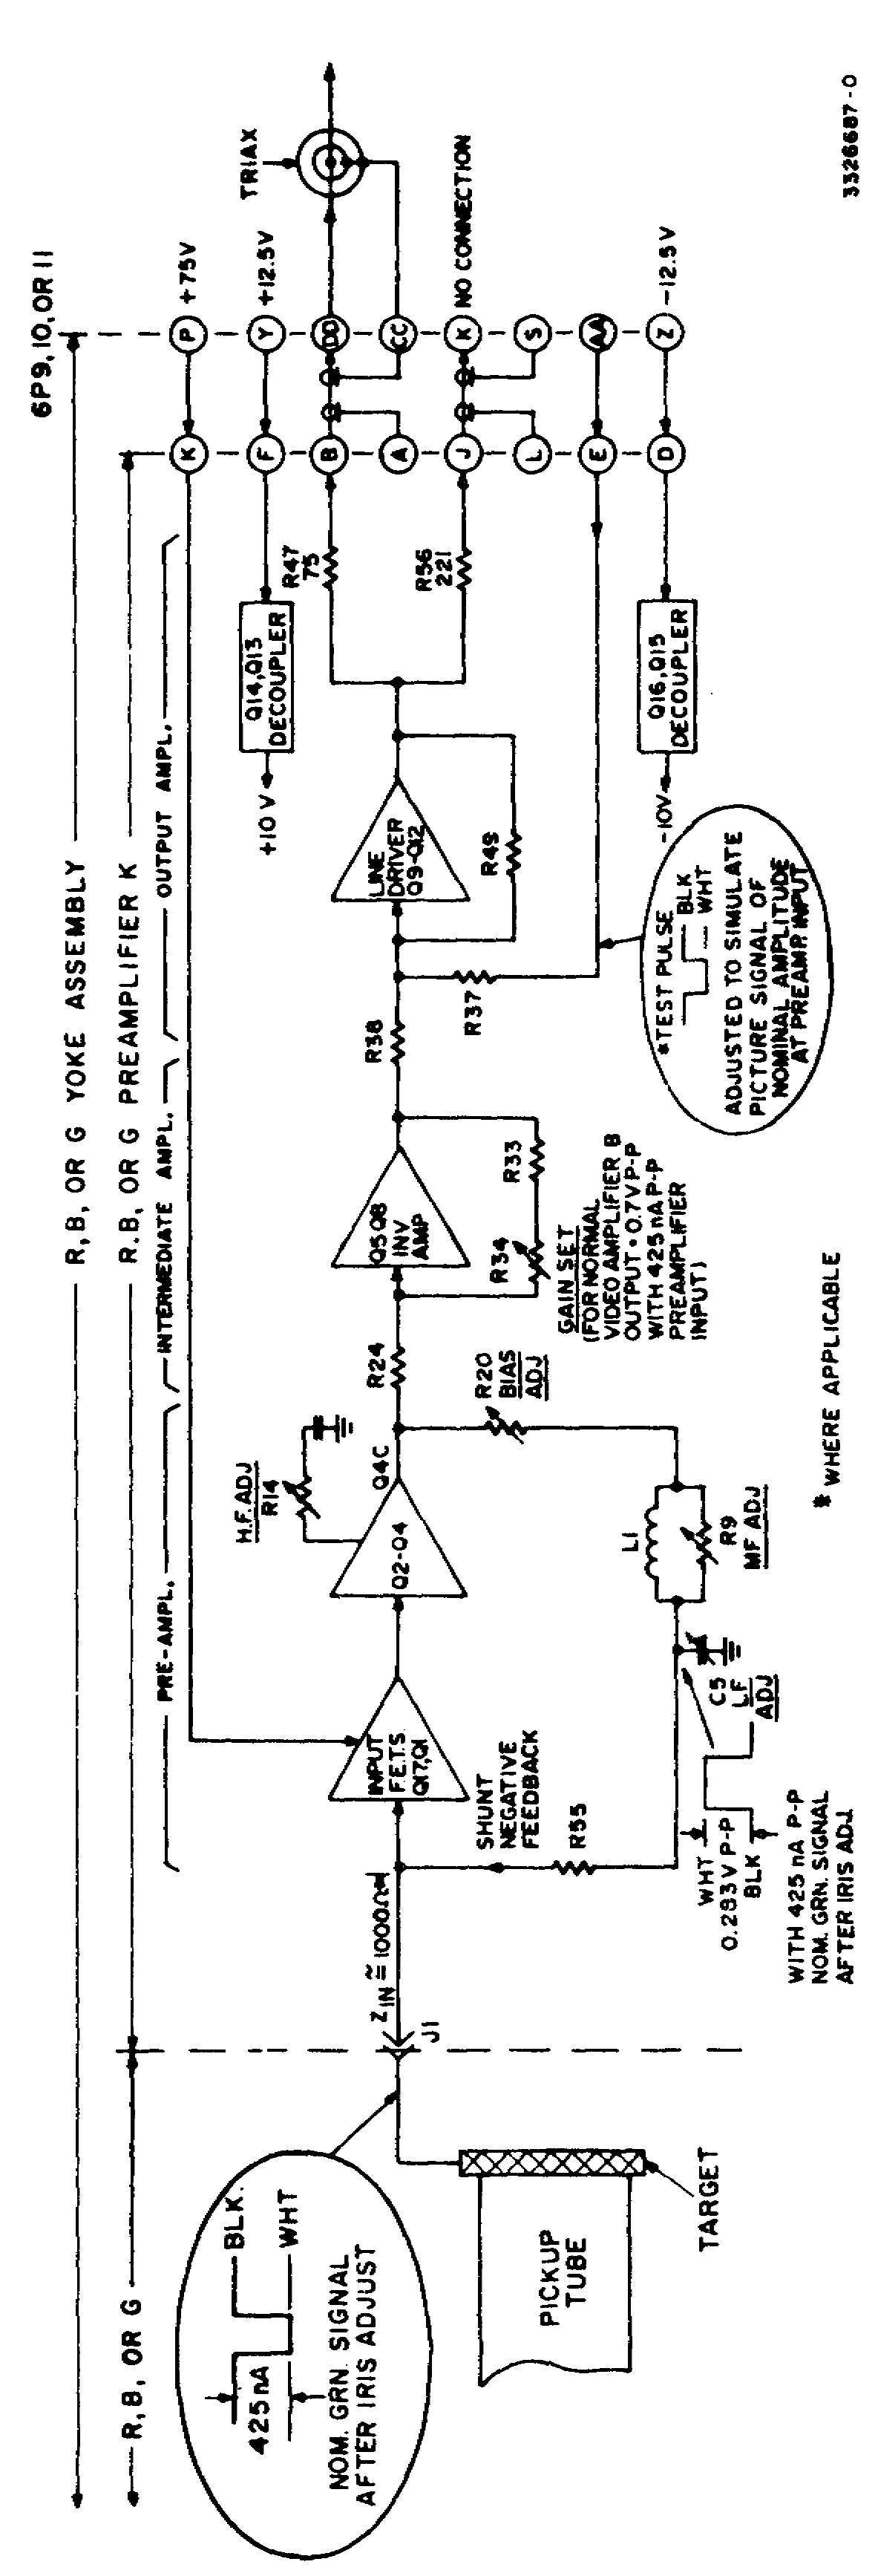 6P9,10,OR 11
R, B, OR G YOKE ASSEMBLY
R, B, OR G
R.B, OR G PREAMPLIFIER K
PRE-AMPL.
INTERMEDIATE AMPL.
OUTPUT AMPL.
425 nA
BLK.
WHT
NOM. GRN. SIGNAL
AFTER IRIS ADJUST
PICKUP
TUBE
TARGET
J1
ZIN ≅ 1000Ω
INPUT
F.E.T.S
Q17,Q1
SHUNT
NEGATIVE
FEEDBACK
R55
WHT
0.283V P-P
BLK
WITH 425 nA P-P
NOM. GRN. SIGNAL
AFTER IRIS ADJ
C5
LF
ADJ
L1
R9
MF ADJ
H.F. ADJ
R14
Q2-Q4
Q4C
R20
BIAS
ADJ
R24
Q5 Q8
INV
AMP
R34
R33
GAIN SET
(FOR NORMAL
VIDEO AMPLIFIER B
OUTPUT = 0.7V P-P
WITH 425 nA P-P
PREAMPLIFIER
INPUT)
R38
R37
LINE
DRIVER
Q9-Q12
R49
+10V
Q14,Q13
DECOUPLER
R47
75
R56
221
-10V
Q16,Q15
DECOUPLER
*TEST PULSE
BLK
WHT
ADJUSTED TO SIMULATE
PICTURE SIGNAL OF
NOMINAL AMPLITUDE
AT PREAMP. INPUT
K
F
B
A
J
L
E
D
P
Y
DD
CC
K
S
AA
Z
+75V
+12.5V
TRIAX
NO CONNECTION
-12.5V
* WHERE APPLICABLE
3326687-0